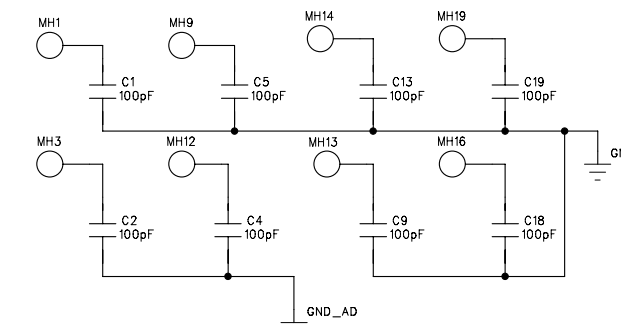 MH1
MH9
MH14
MH19
C1
100pF
C5
100pF
C13
100pF
C19
100pF
MH3
MH12
MH13
MH16
C2
100pF
C4
100pF
C9
100pF
C18
100pF
GND_AD